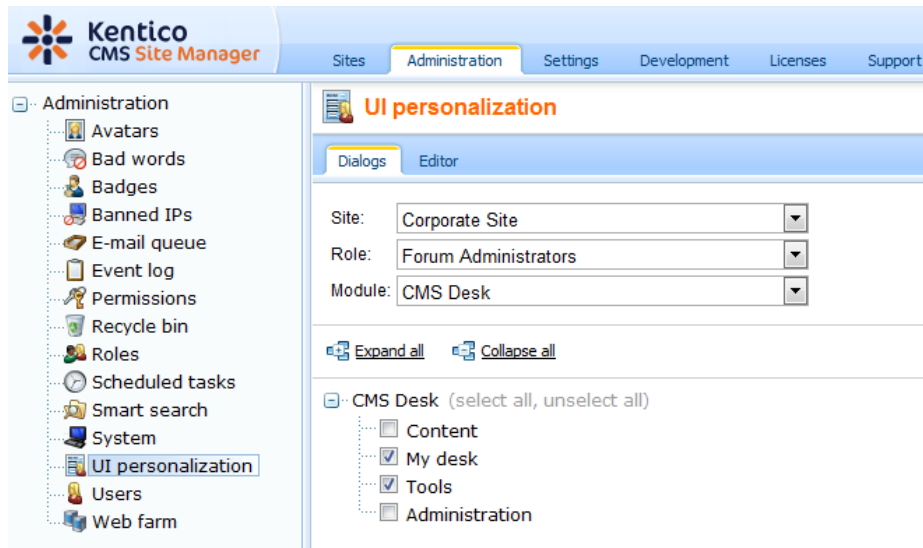 Kentico
CMS Site Manager
Sites Administration Settings Development Licenses Support
Administration
Avatars
Bad words
Badges
Banned IPs
E-mail queue
Event log
Permissions
Recycle bin
Roles
Scheduled tasks
Smart search
System
UI personalization
Users
Web farm
UI personalization
Dialogs Editor
Site: Corporate Site
Role: Forum Administrators
Module: CMS Desk
Expand all Collapse all
CMS Desk (select all, unselect all)
Content
My desk
Tools
Administration